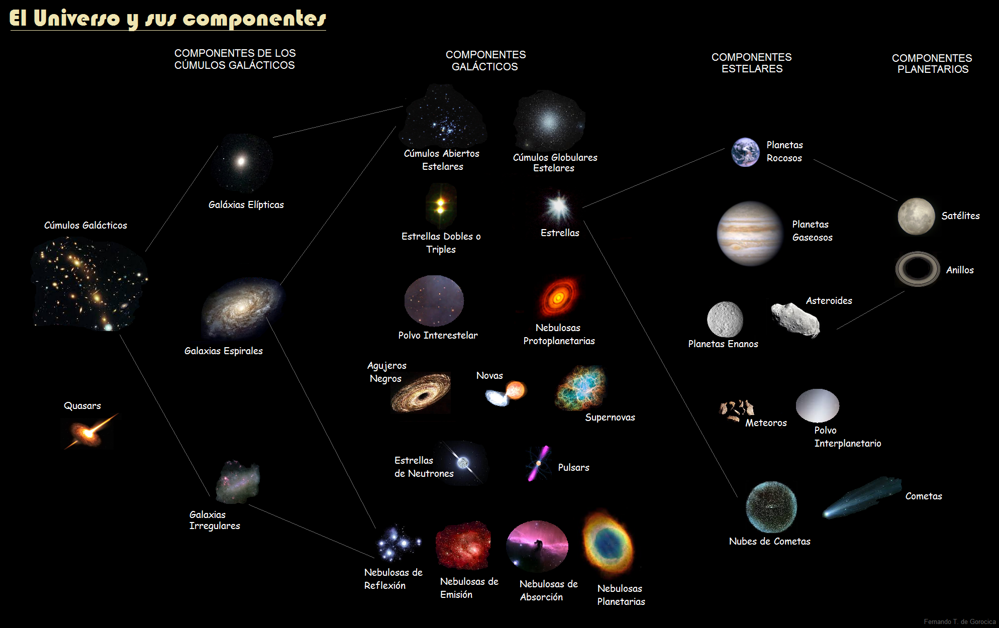 El Universo y sus componentes
COMPONENTES DE LOS
CÚMULOS GALÁCTICOS
COMPONENTES
GALÁCTICOS
COMPONENTES
ESTELARES
COMPONENTES
PLANETARIOS
Cúmulos Galácticos
Quasars
Galáxias Elípticas
Galaxias Espirales
Galaxias
Irregulares
Cúmulos Abiertos
Estelares
Cúmulos Globulares
Estelares
Estrellas Dobles o
Triples
Estrellas
Polvo Interestelar
Nebulosas
Protoplanetarias
Agujeros
Negros
Novas
Supernovas
Estrellas
de Neutrones
Pulsars
Nebulosas de
Reflexión
Nebulosas de
Emisión
Nebulosas de
Absorción
Nebulosas
Planetarias
Planetas
Rocosos
Planetas
Gaseosos
Planetas Enanos
Asteroides
Meteoros
Polvo
Interplanetario
Nubes de Cometas
Cometas
Satélites
Anillos
Fernando T. de Gorocica